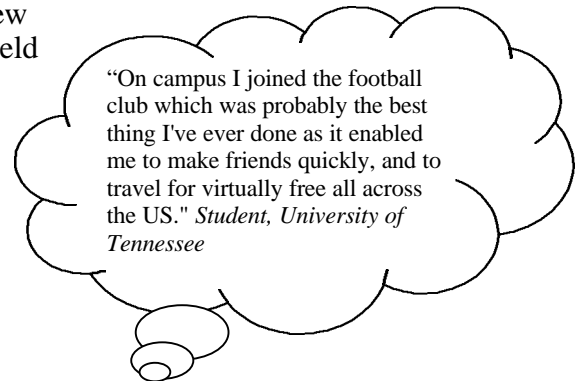 ew
eld
“On campus I joined the football
club which was probably the best
thing I've ever done as it enabled
me to make friends quickly, and to
travel for virtually free all across
the US." Student, University of
Tennessee